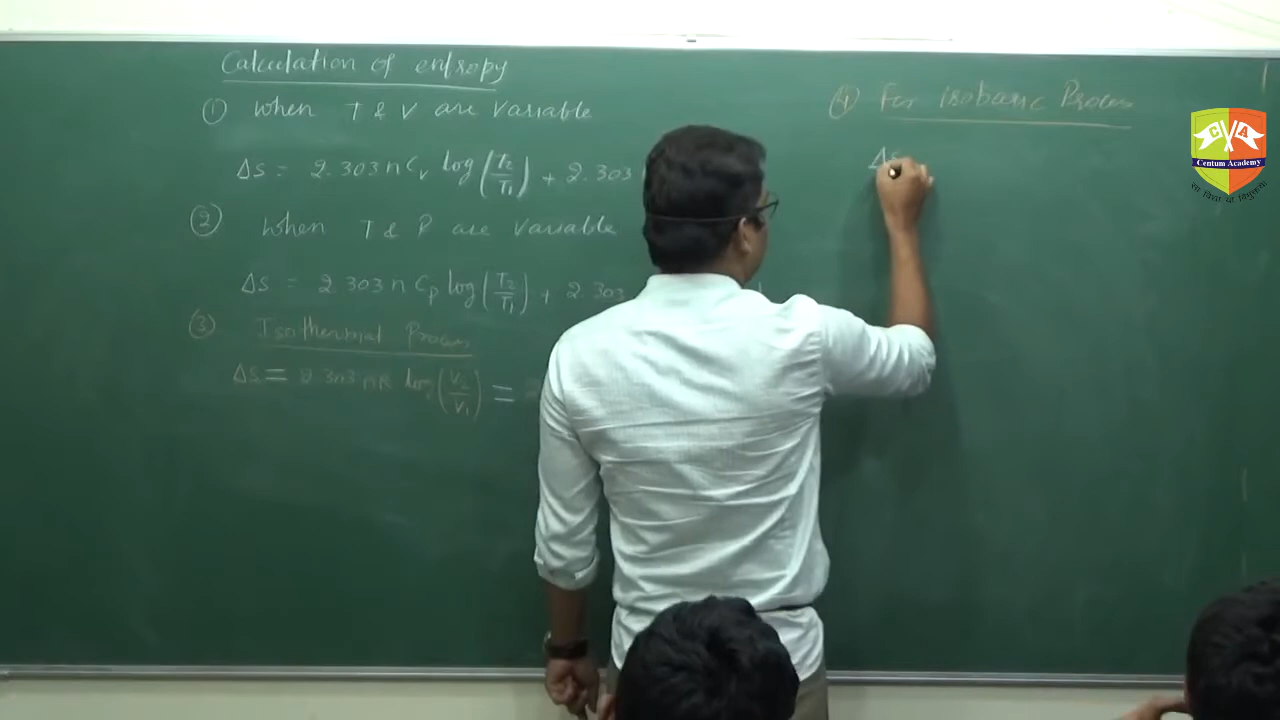 Calculation of entropy
① When T & V are Variable
ΔS = 2.303 n Cv log (T2/T1) + 2.303
② When T & P are Variable
ΔS = 2.303 n Cp log (T2/T1) + 2.303
③ Isothermal Process
ΔS = 2.303 nR log (V2/V1) =
④ For isobaric Process
ΔS
C A
Centum Academy